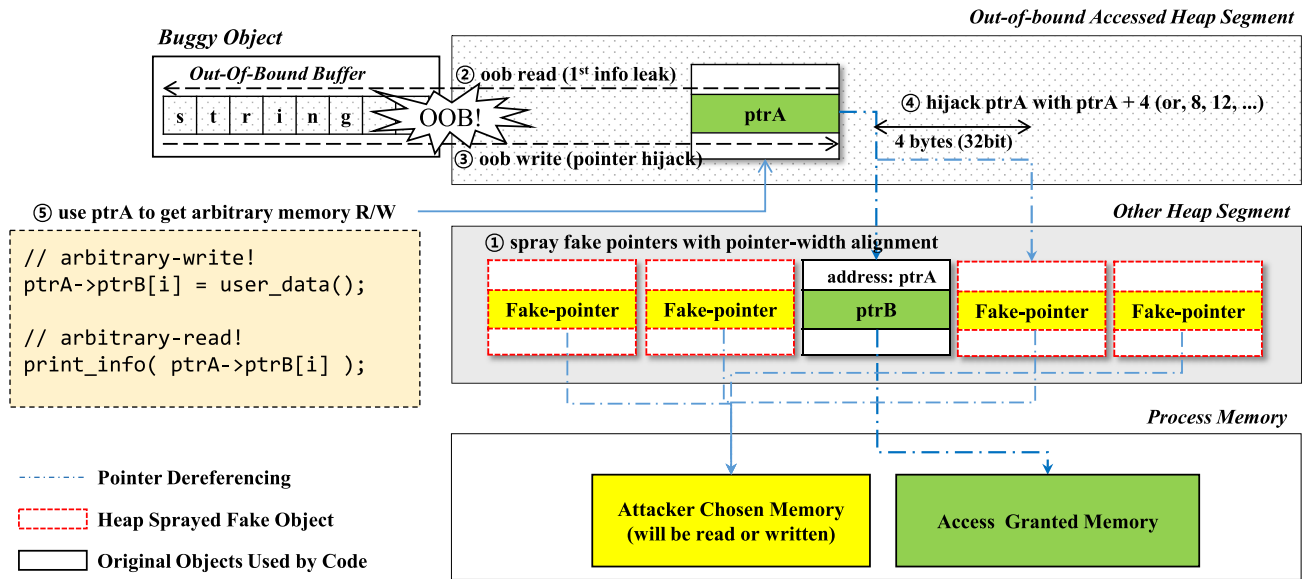 Out-of-bound Accessed Heap Segment
Buggy Object
Out-Of-Bound Buffer
② oob read (1st info leak)
s t r i n g
OOB!
ptrA
④ hijack ptrA with ptrA + 4 (or, 8, 12, ...)
4 bytes (32bit)
③ oob write (pointer hijack)
⑤ use ptrA to get arbitrary memory R/W
Other Heap Segment
// arbitrary-write!
ptrA->ptrB[i] = user_data();
// arbitrary-read!
print_info( ptrA->ptrB[i] );
① spray fake pointers with pointer-width alignment
address: ptrA
Fake-pointer Fake-pointer ptrB Fake-pointer Fake-pointer
Process Memory
Pointer Dereferencing
Heap Sprayed Fake Object
Original Objects Used by Code
Attacker Chosen Memory
(will be read or written)
Access Granted Memory